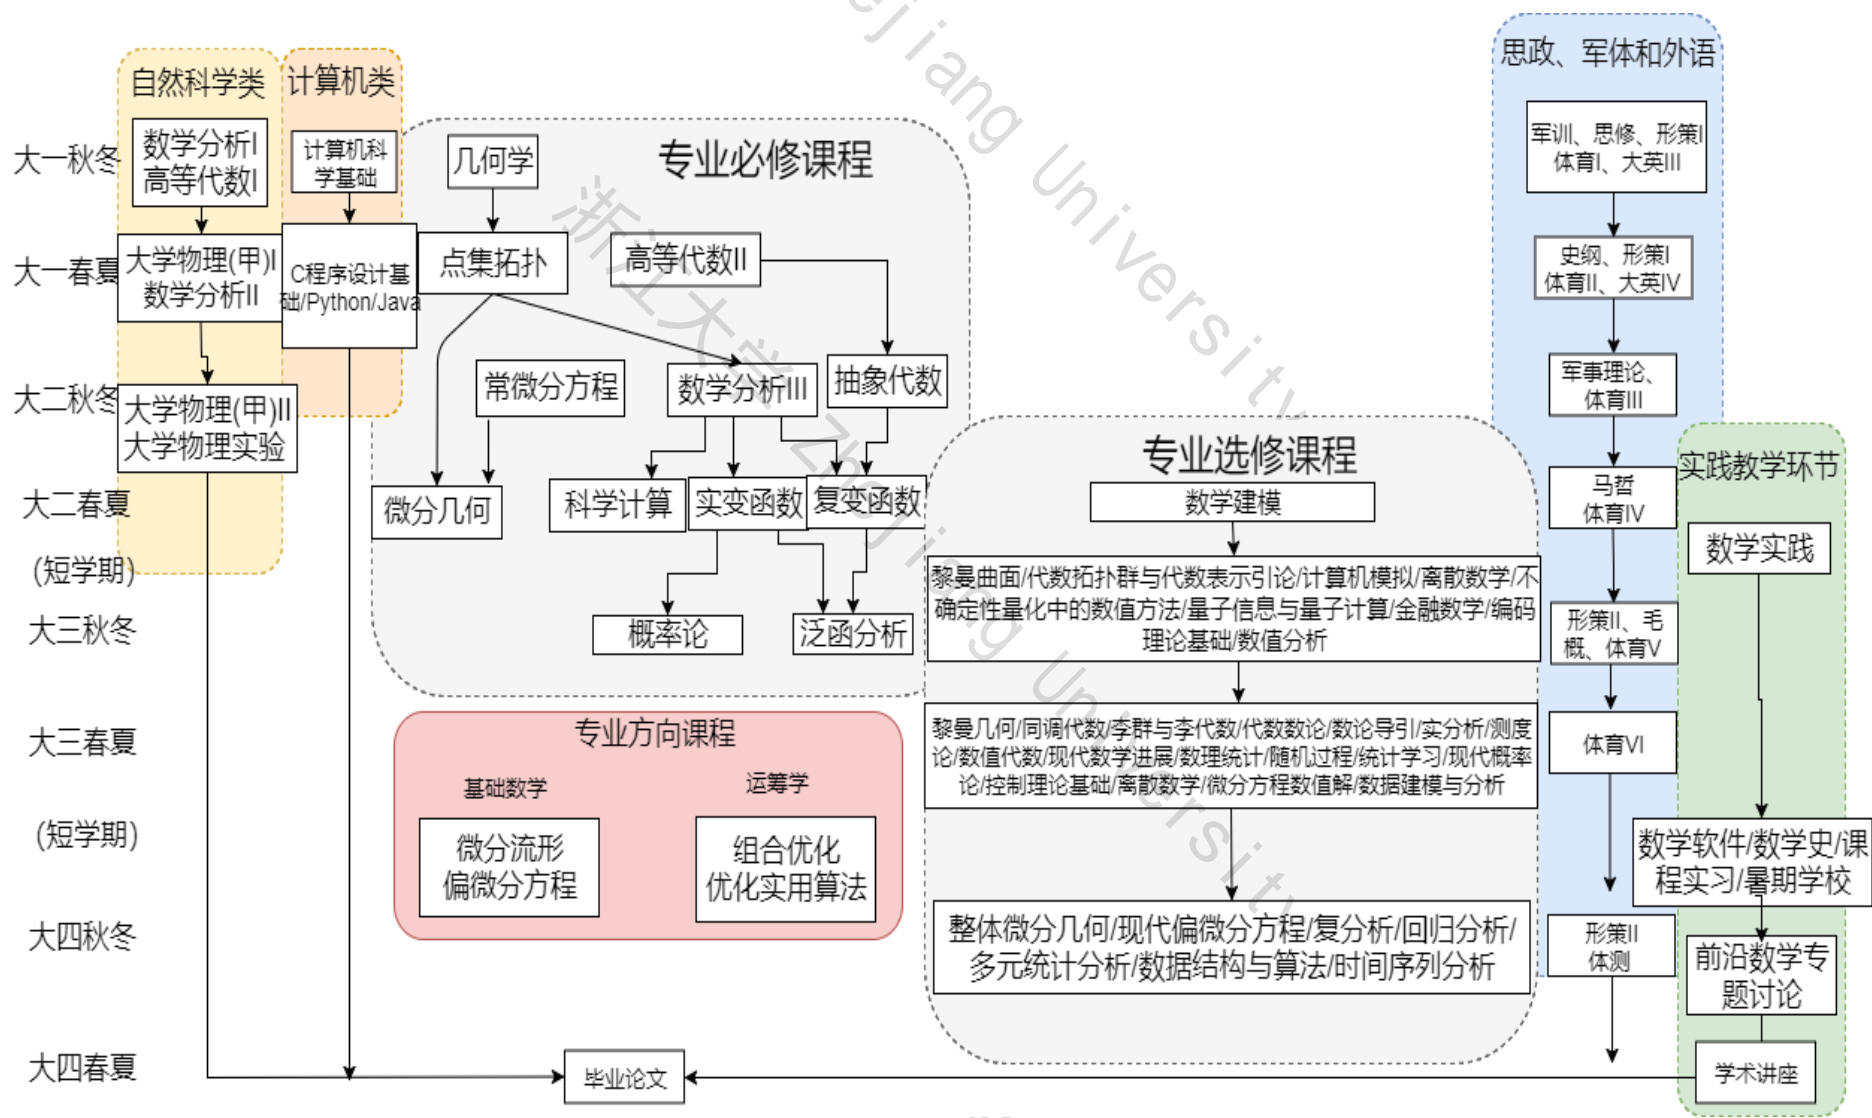 自然科学类
计算机类
思政、军体和外语
专业必修课程
大一秋冬
数学分析I
高等代数I
计算机科
学基础
几何学
军训、思修、形策I
体育I、大英III
大一春夏
大学物理(甲)I
数学分析II
C程序设计基
础/Python/Java
点集拓扑
高等代数II
史纲、形策I
体育II、大英IV
大二秋冬
大学物理(甲)II
大学物理实验
常微分方程
数学分析III
抽象代数
军事理论、
体育III
专业选修课程
实践教学环节
大二春夏
微分几何
科学计算
实变函数
复变函数
数学建模
马哲
体育IV
(短学期)
数学实践
黎曼曲面/代数拓扑群与代数表示引论/计算机模拟/离散数学/不
确定性量化中的数值方法/量子信息与量子计算/金融数学/编码
理论基础/数值分析
大三秋冬
概率论
泛函分析
形策II、毛
概、体育V
大三春夏
专业方向课程
基础数学
运筹学
黎曼几何/同调代数/李群与李代数/代数数论/数论导引/实分析/测度
论/数值代数/现代数学进展/数理统计/随机过程/统计学习/现代概率
论/控制理论基础/离散数学/微分方程数值解/数据建模与分析
体育VI
(短学期)
微分流形
偏微分方程
组合优化
优化实用算法
数学软件/数学史/课
程实习/暑期学校
大四秋冬
整体微分几何/现代偏微分方程/复分析/回归分析/
多元统计分析/数据结构与算法/时间序列分析
形策II
体测
前沿数学专
题讨论
大四春夏
毕业论文
学术讲座
浙江大学 Zhejiang University
ejiang University